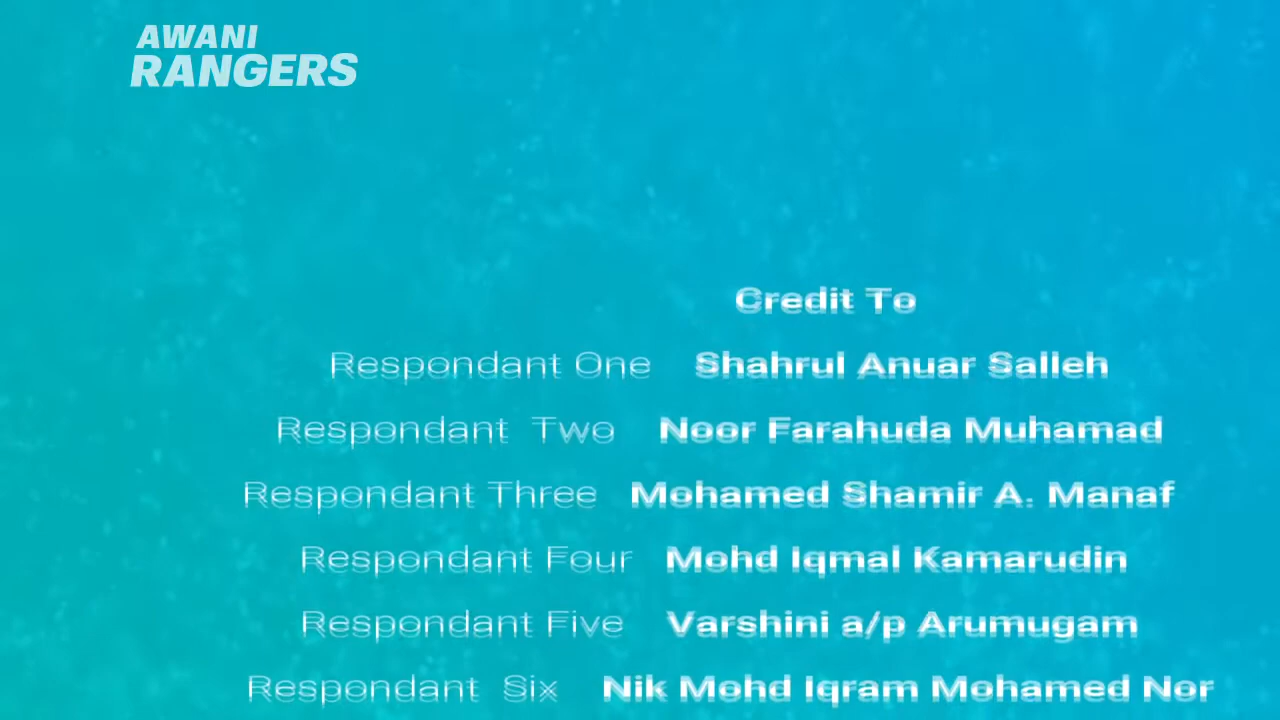 AWANI
RANGERS
Credit To
Respondant One Shahrul Anuar Salleh
Respondant Two Noor Farahuda Muhamad
Respondant Three Mohamed Shamir A. Manaf
Respondant Four Mohd Iqmal Kamarudin
Respondant Five Varshini a/p Arumugam
Respondant Six Nik Mohd Iqram Mohamed Nor